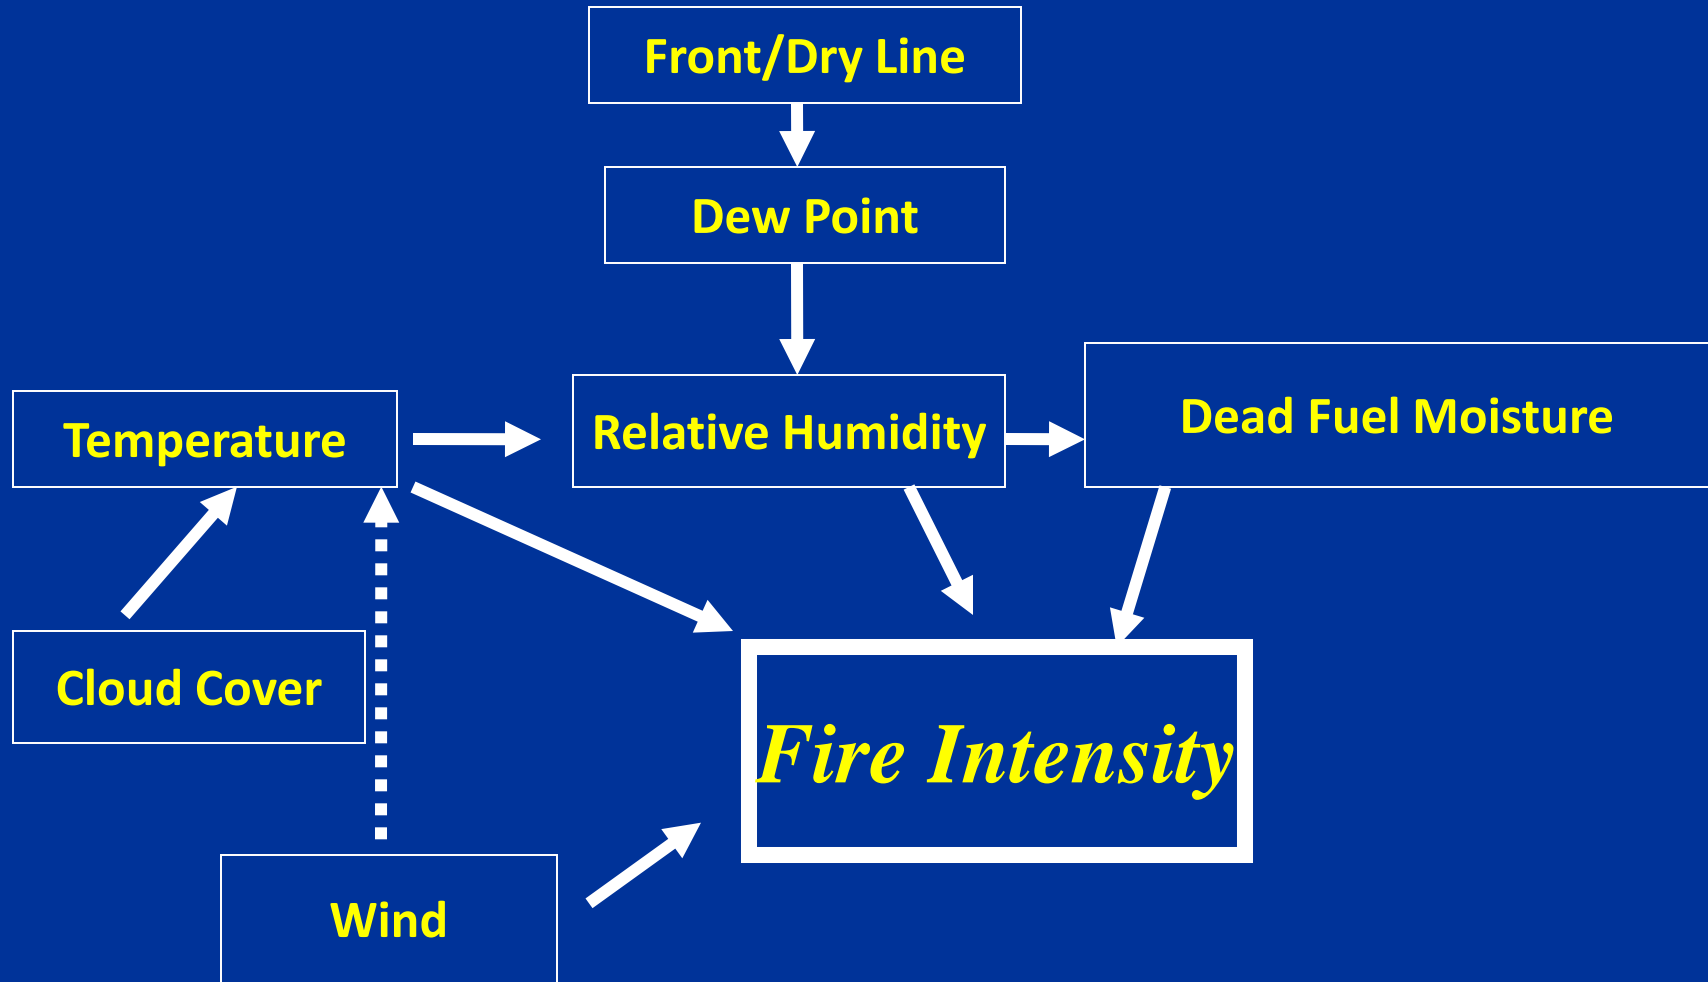 Front/Dry Line
Dew Point
Temperature
Relative Humidity
Dead Fuel Moisture
Cloud Cover
Fire Intensity
Wind